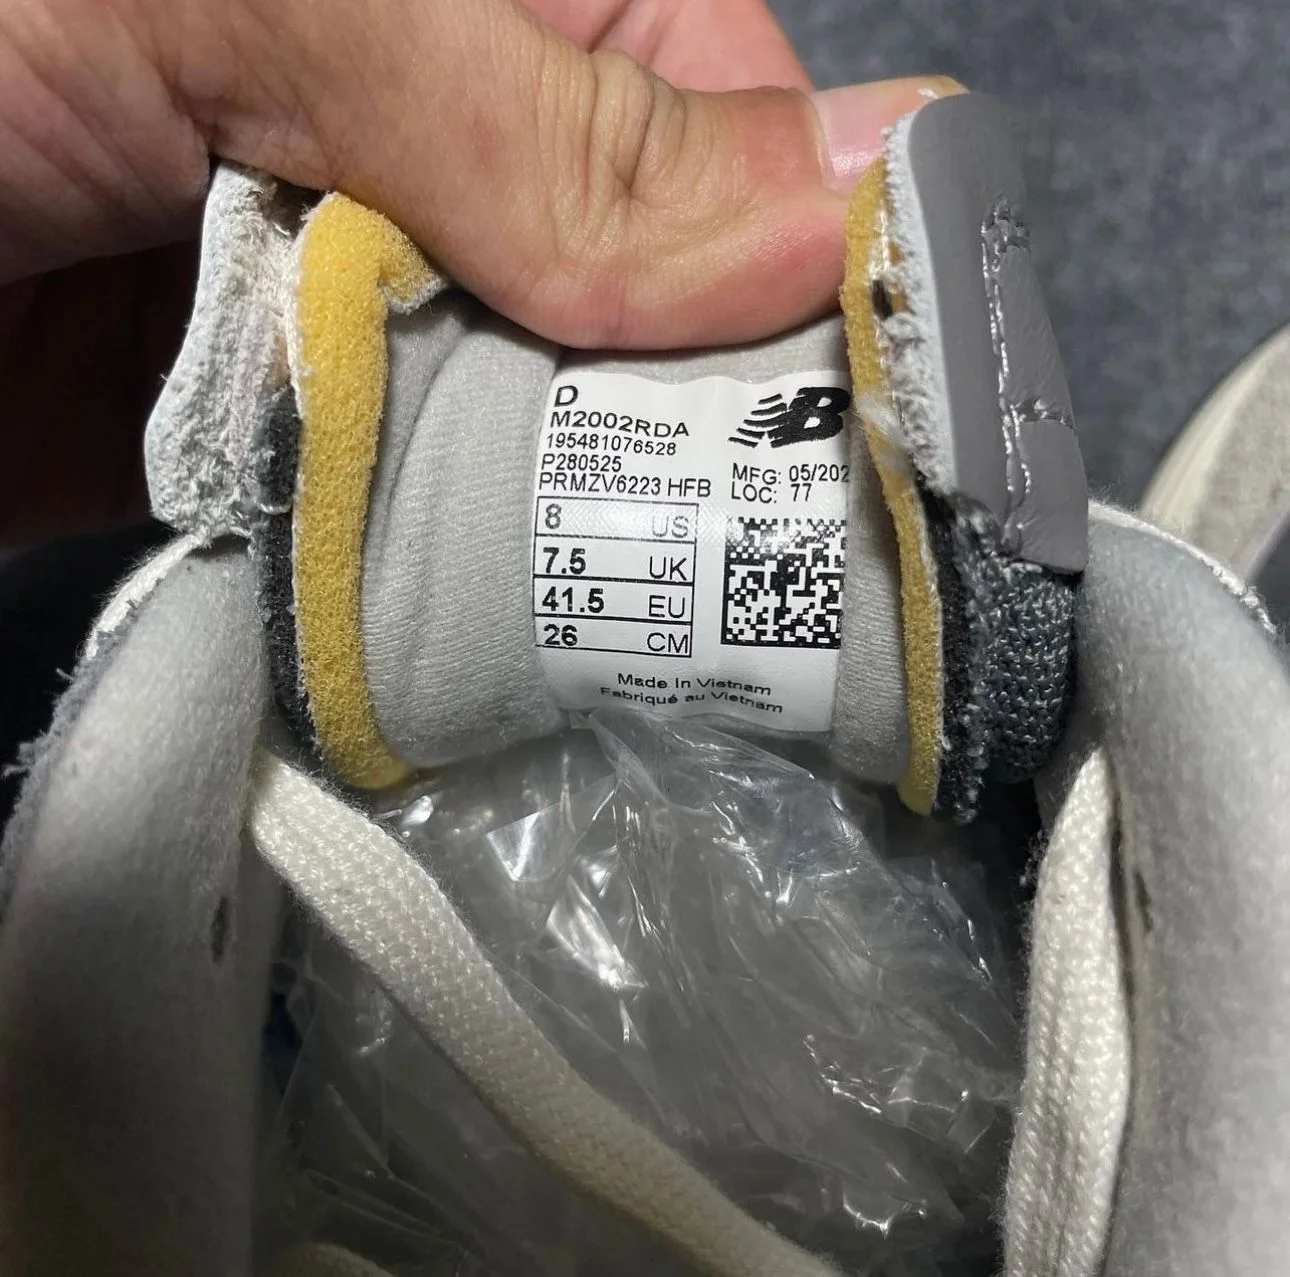 D
M2002RDA
195481076528
P280525
PRMZV6223 HFB
NB
MFG: 05/202
LOC: 77
8 US
7.5 UK
41.5 EU
26 CM
Made In Vietnam
Fabriqué au Vietnam